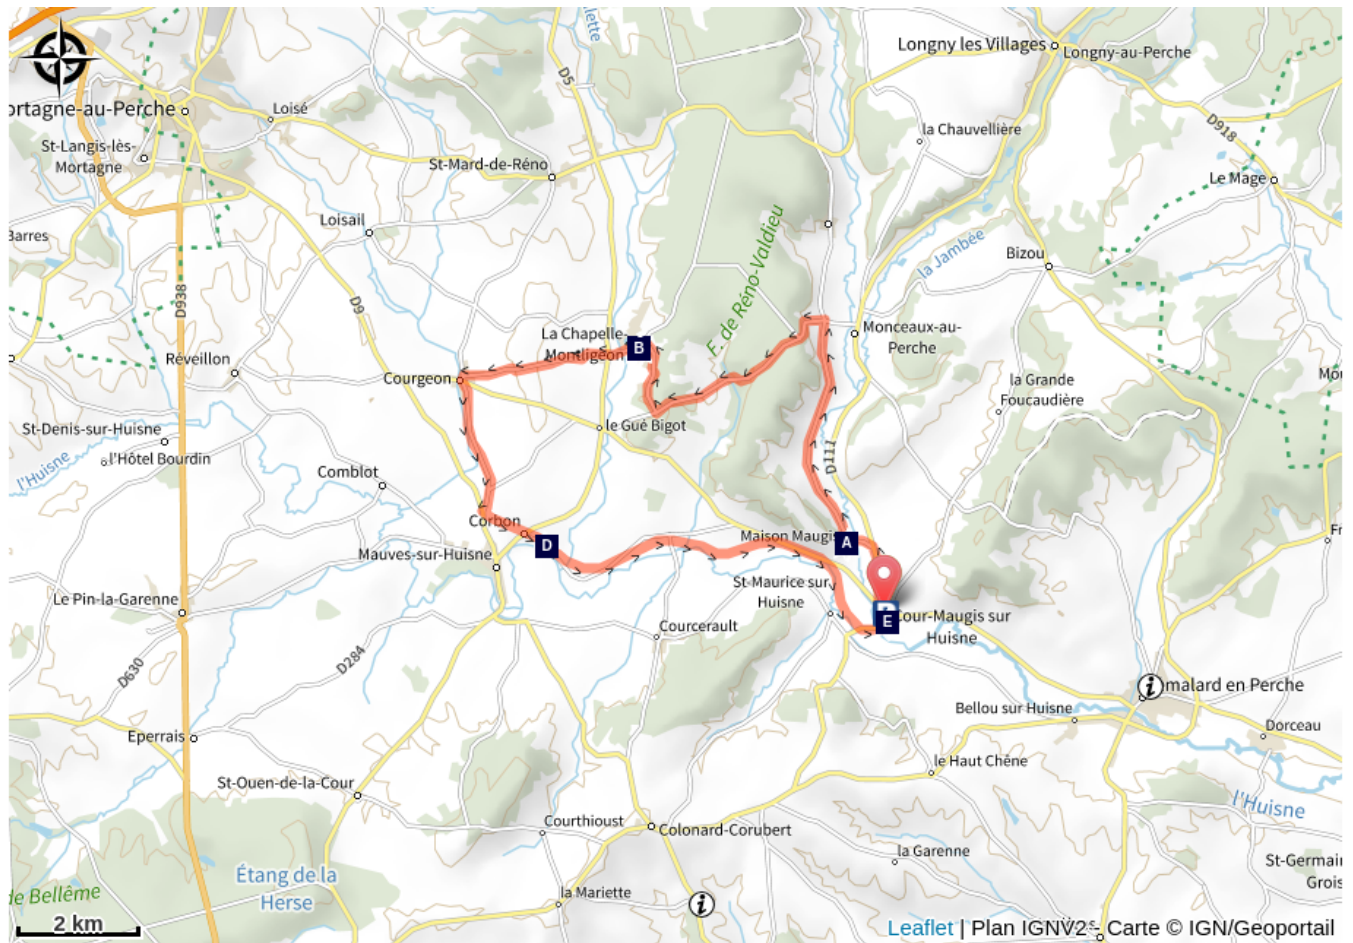 Longny les Villages
Longny-au-Perche
ortagne-au-Perche
Loisé
D5
la Chauvellière
D918
St-Langis-lès-
Mortagne
St-Mard-de-Réno
Le Mage
Loisail
Barres
la Jambée
Bizou
F. de Réno-Valdieu
D938
D9
La Chapelle-
Montligeon
B
Monceaux-au-
Perche
Réveillon
Courgeon
la Grande
Foucaudière
Mo
St-Denis-sur-Huisne
le Gué Bigot
l'Hôtel Bourdin
l'Huisne
Comblot
D111
Corbon
D
Maison Maugis
A
Fr
Mauves-sur-Huisne
St-Maurice sur
Huisne
Le Pin-la-Garenne
E
Cour-Maugis sur
Huisne
Courcerault
D630
D284
malard en Perche
Bellou sur Huisne
Dorceau
Eperrais
le Haut Chêne
St-Ouen-de-la-Cour
l'Huisne
Courthioust
Colonard-Corubert
la Garenne
St-Germain
Grois
Étang de la
Herse
de Bellême
la Mariette
2 km
Leaflet | Plan IGNV2 - Carte © IGN/Geoportail